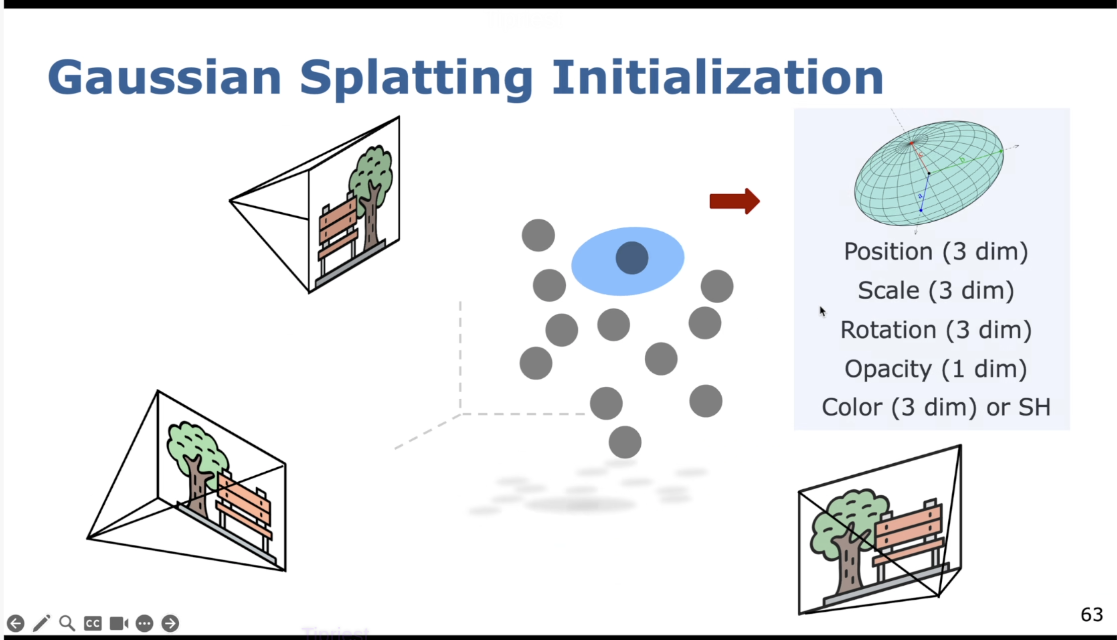 Gaussian Splatting Initialization
Position (3 dim)
Scale (3 dim)
Rotation (3 dim)
Opacity (1 dim)
Color (3 dim) or SH
CC
63